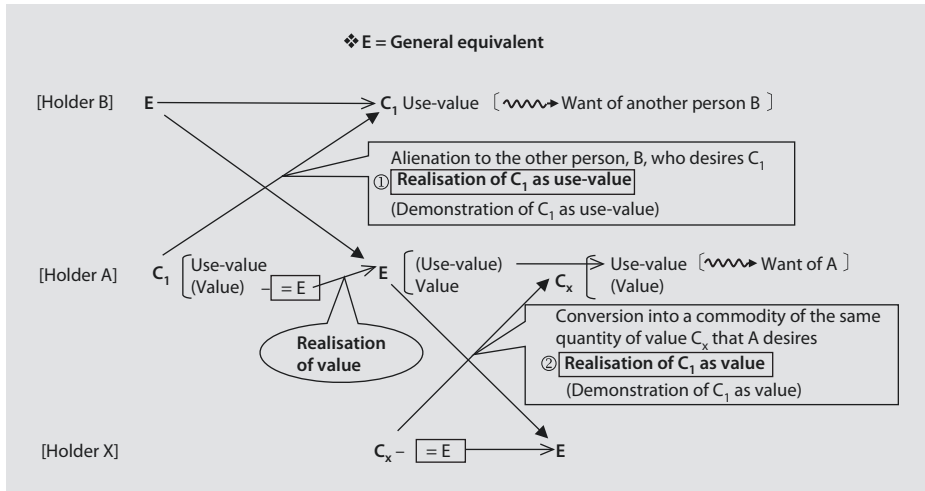 ❖ E = General equivalent
[Holder B] E C₁ Use-value 〔 Want of another person B 〕
Alienation to the other person, B, who desires C₁
① Realisation of C₁ as use-value
(Demonstration of C₁ as use-value)
[Holder A] C₁ Use-value (Value) – = E E (Use-value) Value Cₓ Use-value 〔 Want of A 〕 (Value)
Realisation
of value
Conversion into a commodity of the same
quantity of value Cₓ that A desires
② Realisation of C₁ as value
(Demonstration of C₁ as value)
[Holder X] Cₓ – = E E